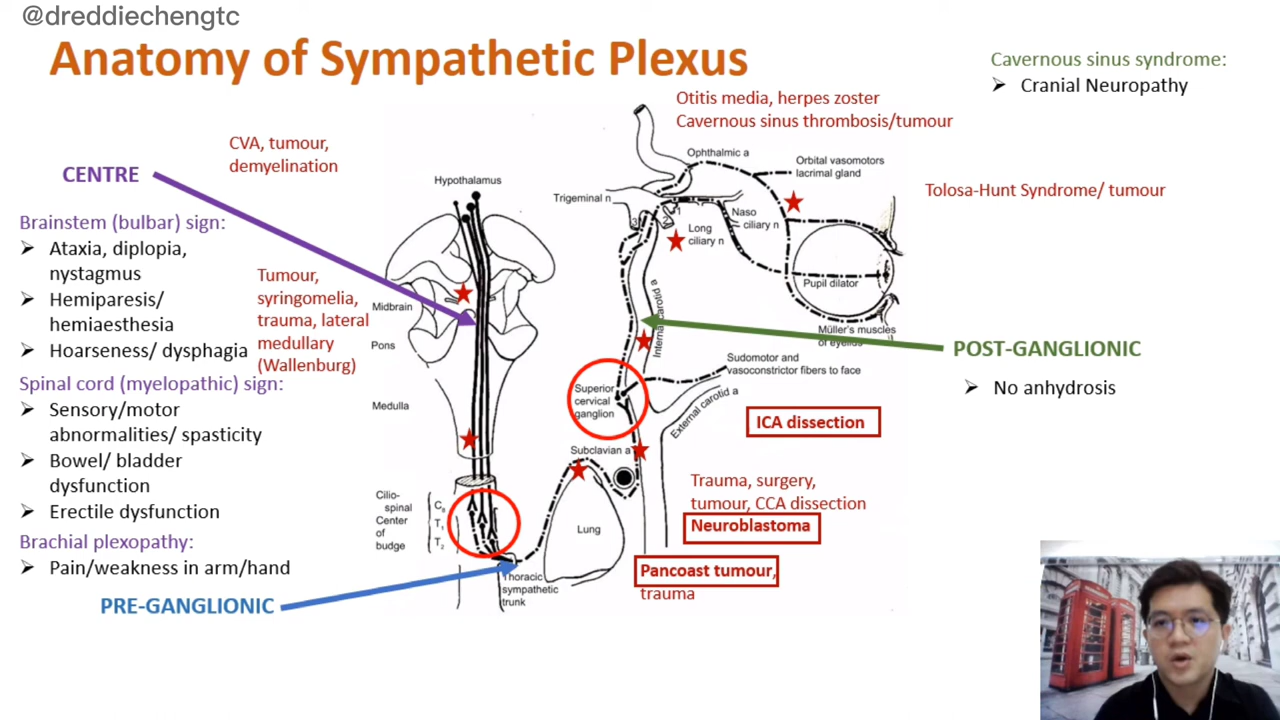 @dreddiechengtc
Anatomy of Sympathetic Plexus
Cavernous sinus syndrome:
➢ Cranial Neuropathy
Otitis media, herpes zoster
Cavernous sinus thrombosis/tumour
CVA, tumour,
demyelination
CENTRE
Hypothalamus
Ophthalmic a
Orbital vasomotors
lacrimal gland
Trigeminal n
Tolosa-Hunt Syndrome/ tumour
Naso
ciliary n
Long
ciliary n
3
2
1
Brainstem (bulbar) sign:
➢ Ataxia, diplopia,
nystagmus
➢ Hemiparesis/
hemiaesthesia
➢ Hoarseness/ dysphagia
Tumour,
syringomelia,
trauma, lateral
medullary
(Wallenburg)
Midbrain
Pons
Medulla
Pupil dilator
Internal carotid a
Müller's muscles
of eyelids
POST-GANGLIONIC
➢ No anhydrosis
Sudomotor and
vasoconstrictor fibers to face
Superior
cervical
ganglion
External carotid a
ICA dissection
Spinal cord (myelopathic) sign:
➢ Sensory/motor
abnormalities/ spasticity
➢ Bowel/ bladder
dysfunction
➢ Erectile dysfunction
Subclavian a
Trauma, surgery,
tumour, CCA dissection
Neuroblastoma
Cilio-
spinal
Center
of
budge
C8
T1
T2
Lung
Brachial plexopathy:
➢ Pain/weakness in arm/hand
Pancoast tumour,
trauma
Thoracic
sympathetic
trunk
PRE-GANGLIONIC